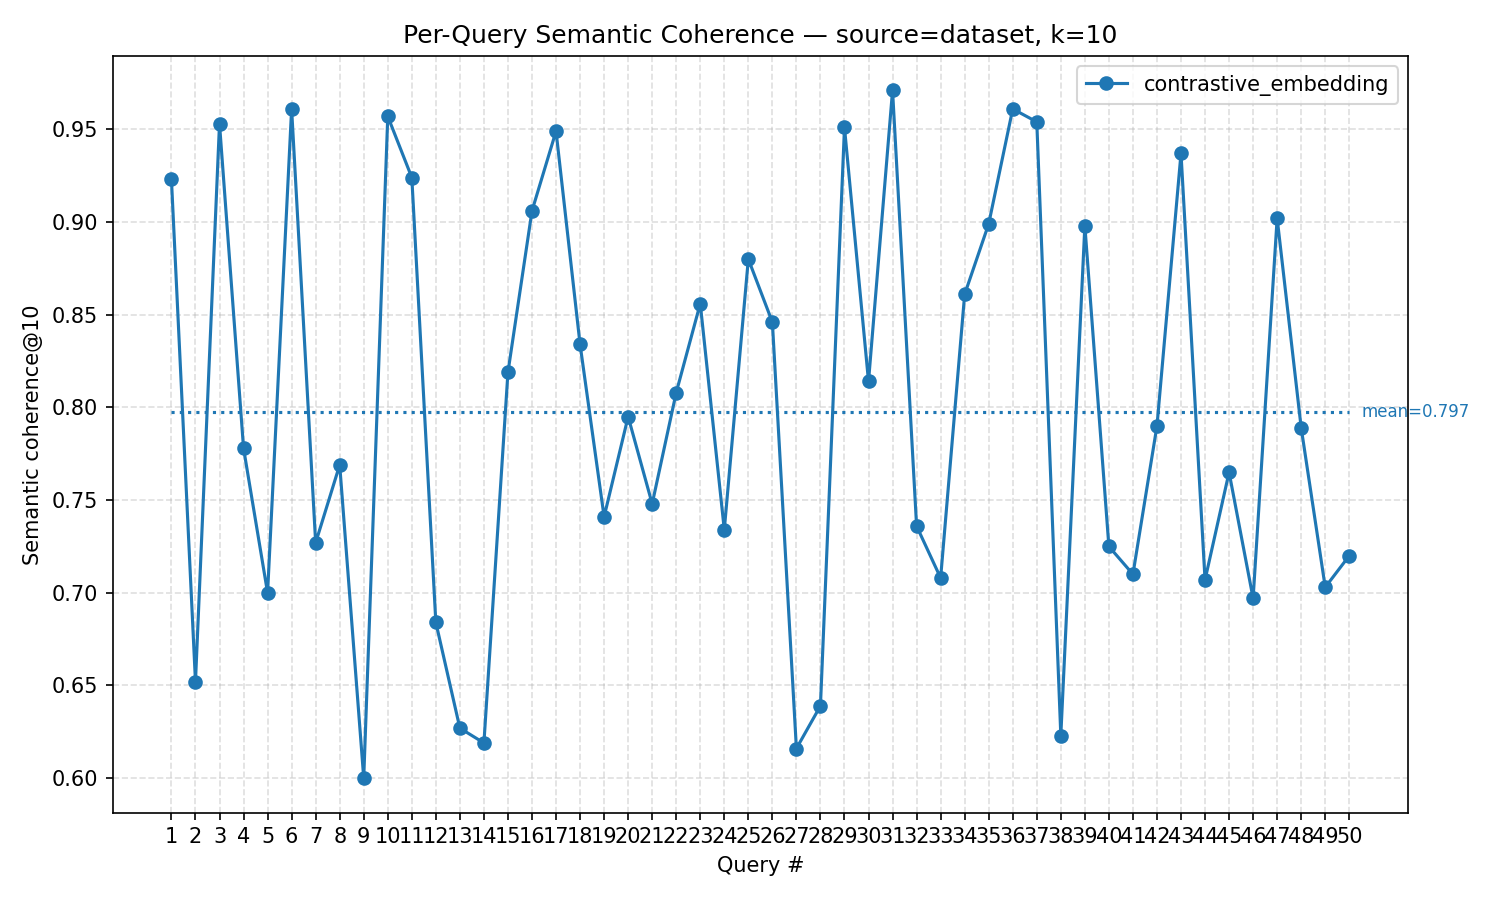 Per-Query Semantic Coherence — source=dataset, k=10
contrastive_embedding
Semantic coherence@10
0.95
0.90
0.85
0.80
0.75
0.70
0.65
0.60
mean=0.797
1 2 3 4 5 6 7 8 9 10 11 12 13 14 15 16 17 18 19 20 21 22 23 24 25 26 27 28 29 30 31 32 33 34 35 36 37 38 39 40 41 42 43 44 45 46 47 48 49 50
Query #